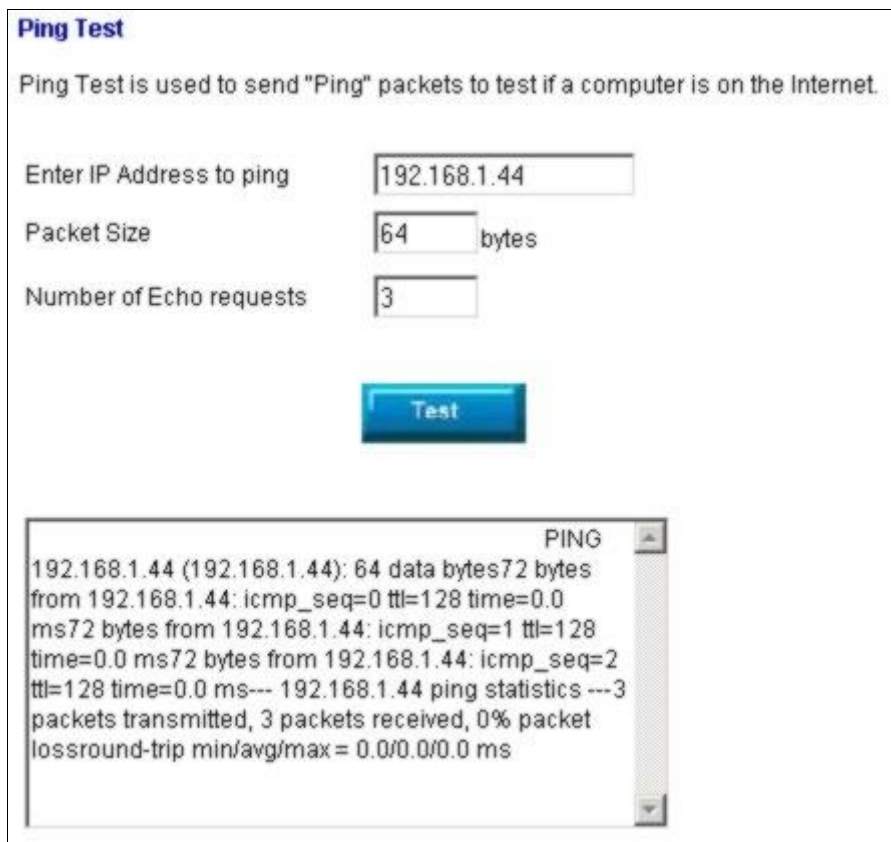 Ping Test
Ping Test is used to send "Ping" packets to test if a computer is on the Internet.
Enter IP Address to ping 192.168.1.44
Packet Size 64 bytes
Number of Echo requests 3
Test
PING
192.168.1.44 (192.168.1.44): 64 data bytes72 bytes
from 192.168.1.44: icmp_seq=0 ttl=128 time=0.0
ms72 bytes from 192.168.1.44: icmp_seq=1 ttl=128
time=0.0 ms72 bytes from 192.168.1.44: icmp_seq=2
ttl=128 time=0.0 ms--- 192.168.1.44 ping statistics ---3
packets transmitted, 3 packets received, 0% packet
lossround-trip min/avg/max = 0.0/0.0/0.0 ms